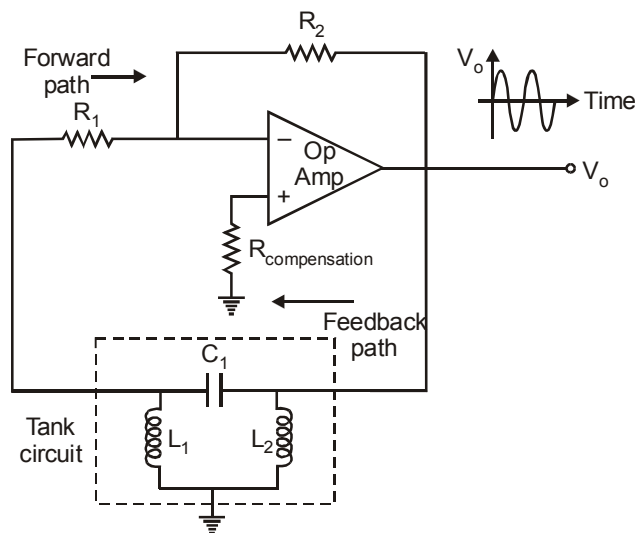 R2
Forward
path
Vo
Time
R1
−
Op
Amp
+
Vo
Rcompensation
Feedback
path
C1
Tank
circuit
L1
L2